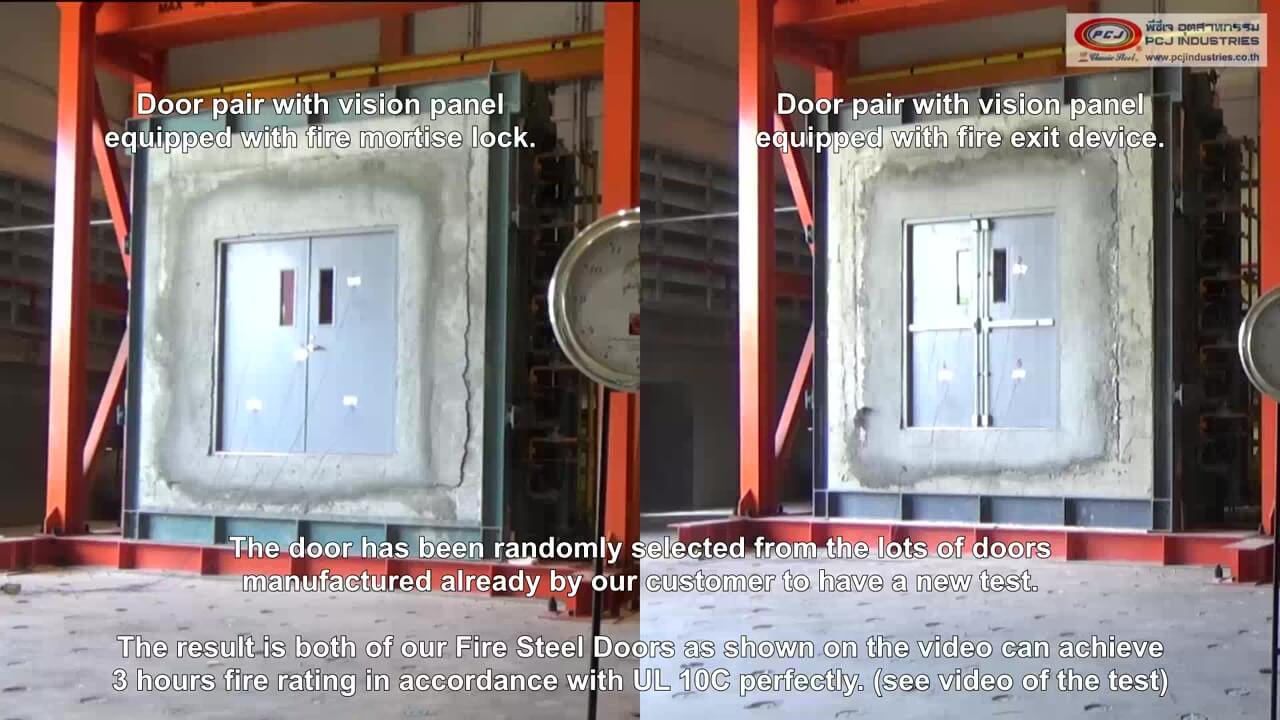 MAX
PCJ
Classic Steel
พีซีเจ อุตสาหกรรม
PCJ INDUSTRIES
www.pcjindustries.co.th
Door pair with vision panel
equipped with fire mortise lock.
Door pair with vision panel
equipped with fire exit device.
The door has been randomly selected from the lots of doors
manufactured already by our customer to have a new test.
The result is both of our Fire Steel Doors as shown on the video can achieve
3 hours fire rating in accordance with UL 10C perfectly. (see video of the test)